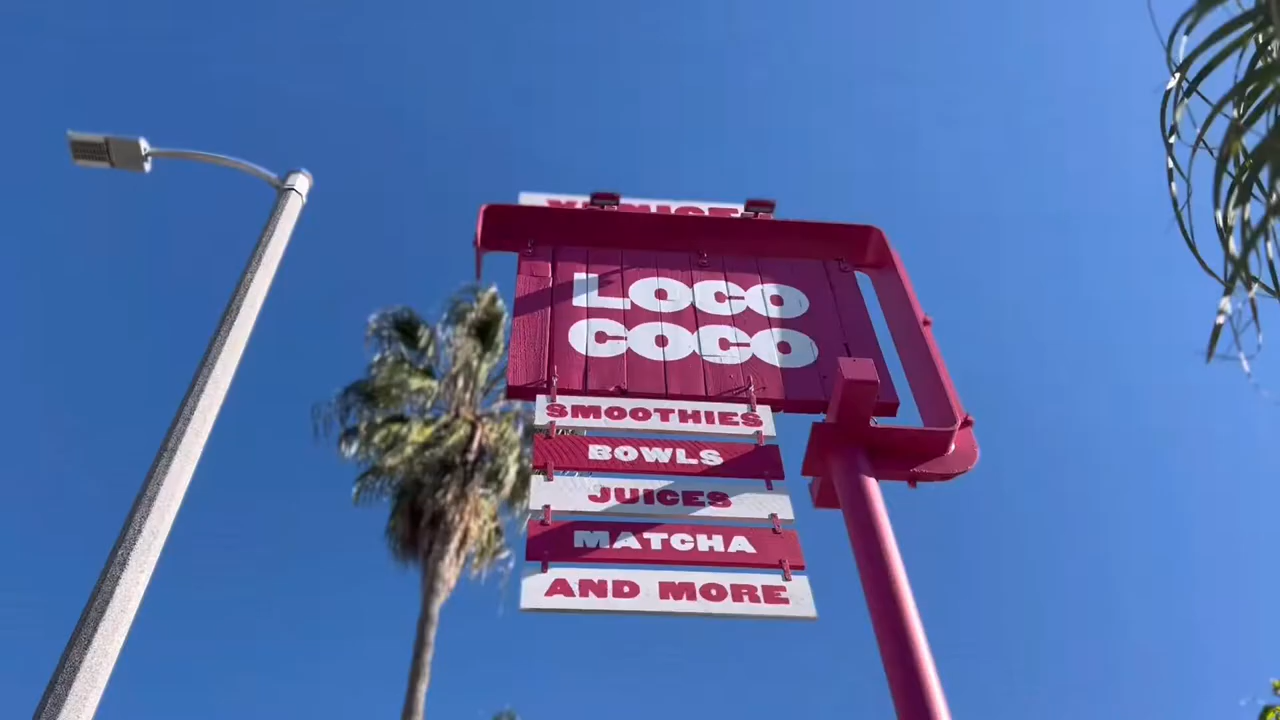 LOCO
COCO
SMOOTHIES
BOWLS
JUICES
MATCHA
AND MORE